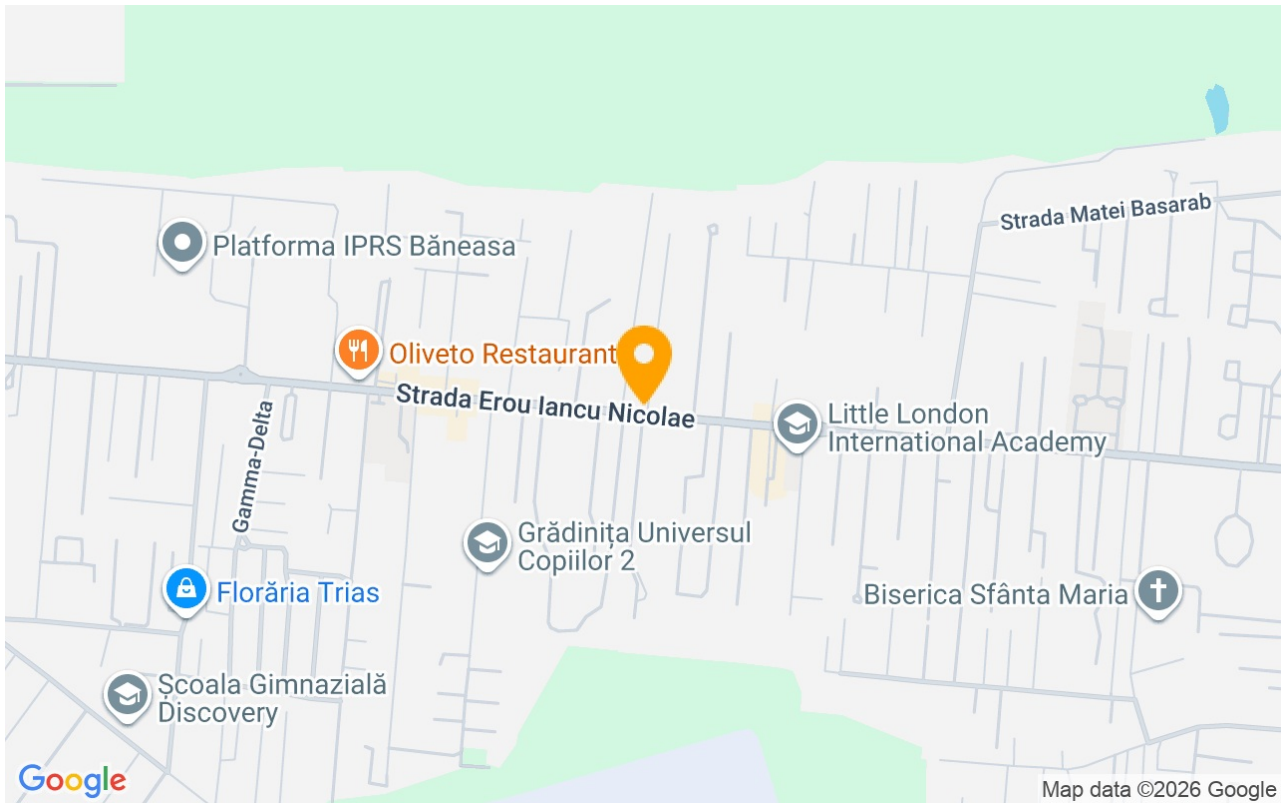 Strada Matei Basarab
Platforma IPRS Băneasa
Oliveto Restaurant
Strada Erou Iancu Nicolae
Little London
International Academy
Gamma-Delta
Grădinița Universul
Copiilor 2
Florăria Trias
Biserica Sfânta Maria
Școala Gimnazială
Discovery
Google
Map data ©2026 Google